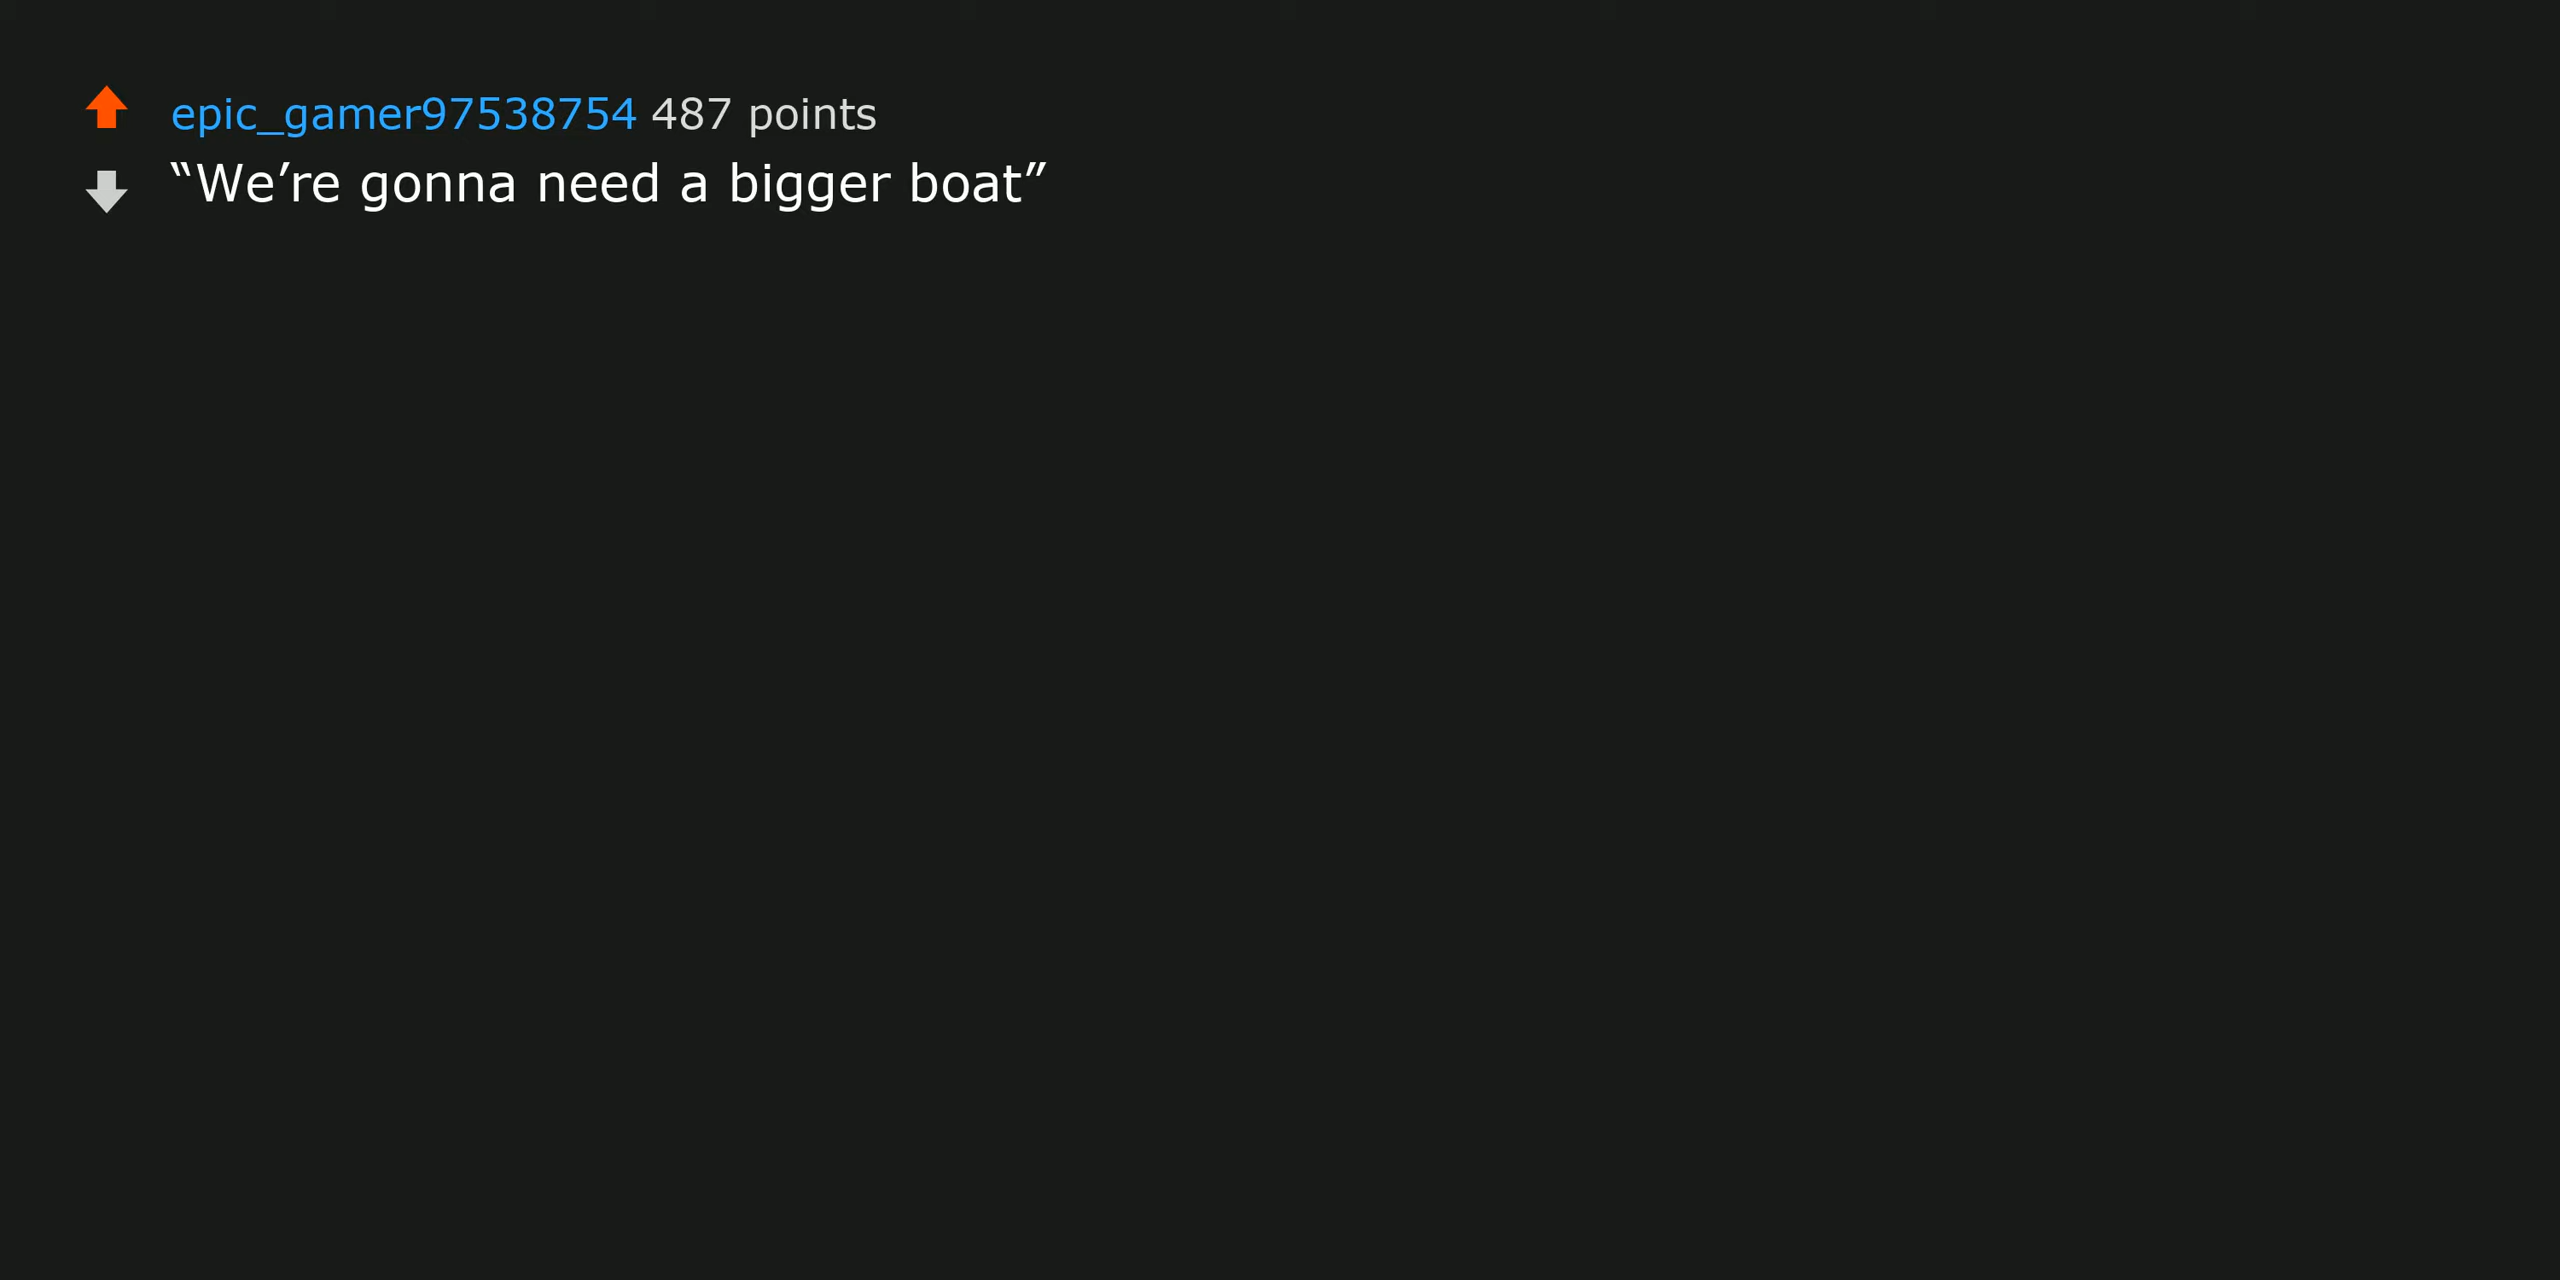 epic_gamer97538754 487 points
“We’re gonna need a bigger boat”